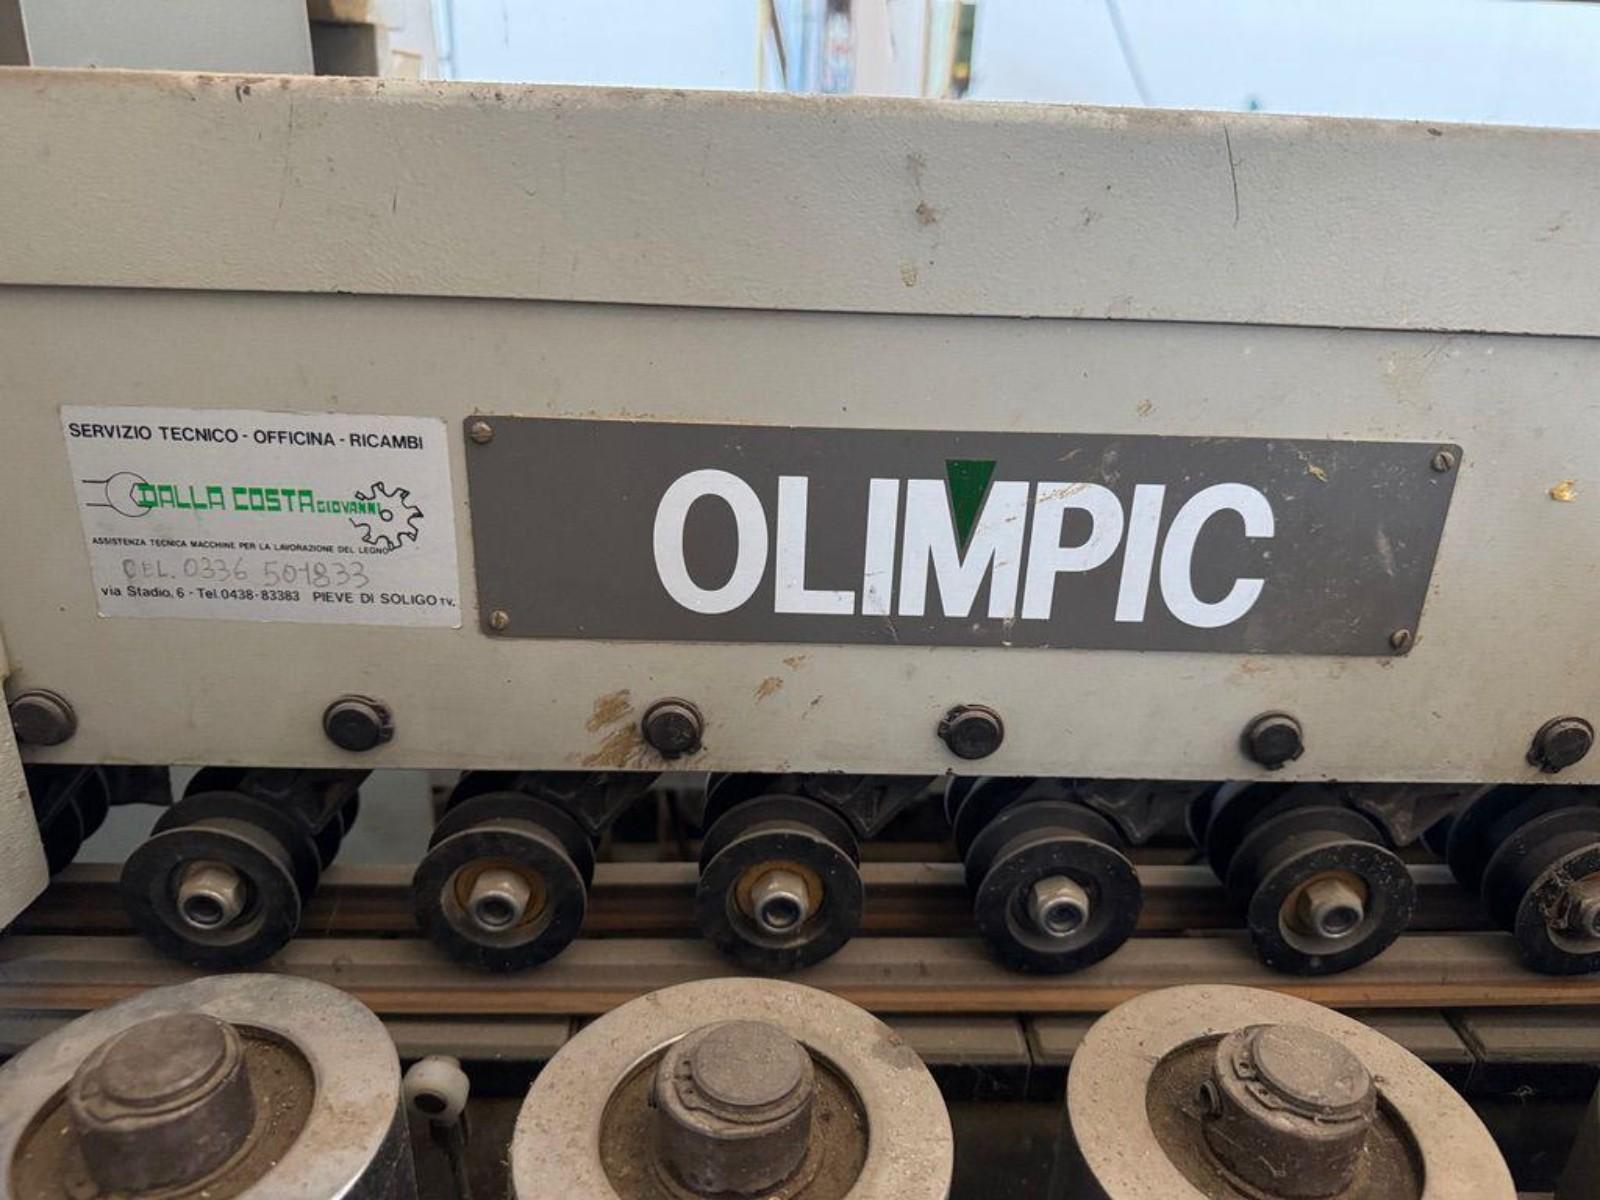 SERVIZIO TECNICO - OFFICINA - RICAMBI
DALLA COSTA GIOVANNI
ASSISTENZA TECNICA MACCHINE PER LA LAVORAZIONE DEL LEGNO
CEL. 0336 501833
via Stadio, 6 - Tel.0438-83383 PIEVE DI SOLIGO TV.
OLIMPIC